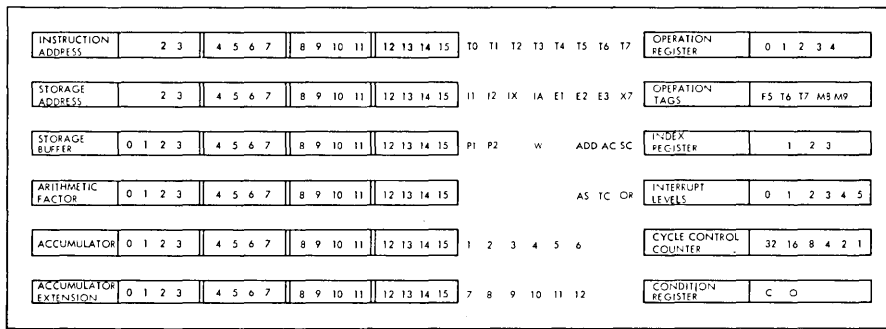 INSTRUCTION ADDRESS 2 3 4 5 6 7 8 9 10 11 12 13 14 15 T0 T1 T2 T3 T4 T5 T6 T7 OPERATION REGISTER 0 1 2 3 4
STORAGE ADDRESS 2 3 4 5 6 7 8 9 10 11 12 13 14 15 I1 I2 IX IA E1 E2 E3 X7 OPERATION TAGS F5 T6 T7 M8 M9
STORAGE BUFFER 0 1 2 3 4 5 6 7 8 9 10 11 12 13 14 15 P1 P2 W ADD AC SC INDEX REGISTER 1 2 3
ARITHMETIC FACTOR 0 1 2 3 4 5 6 7 8 9 10 11 12 13 14 15 AS TC OR INTERRUPT LEVELS 0 1 2 3 4 5
ACCUMULATOR 0 1 2 3 4 5 6 7 8 9 10 11 12 13 14 15 1 2 3 4 5 6 CYCLE CONTROL COUNTER 32 16 8 4 2 1
ACCUMULATOR EXTENSION 0 1 2 3 4 5 6 7 8 9 10 11 12 13 14 15 7 8 9 10 11 12 CONDITION REGISTER C O